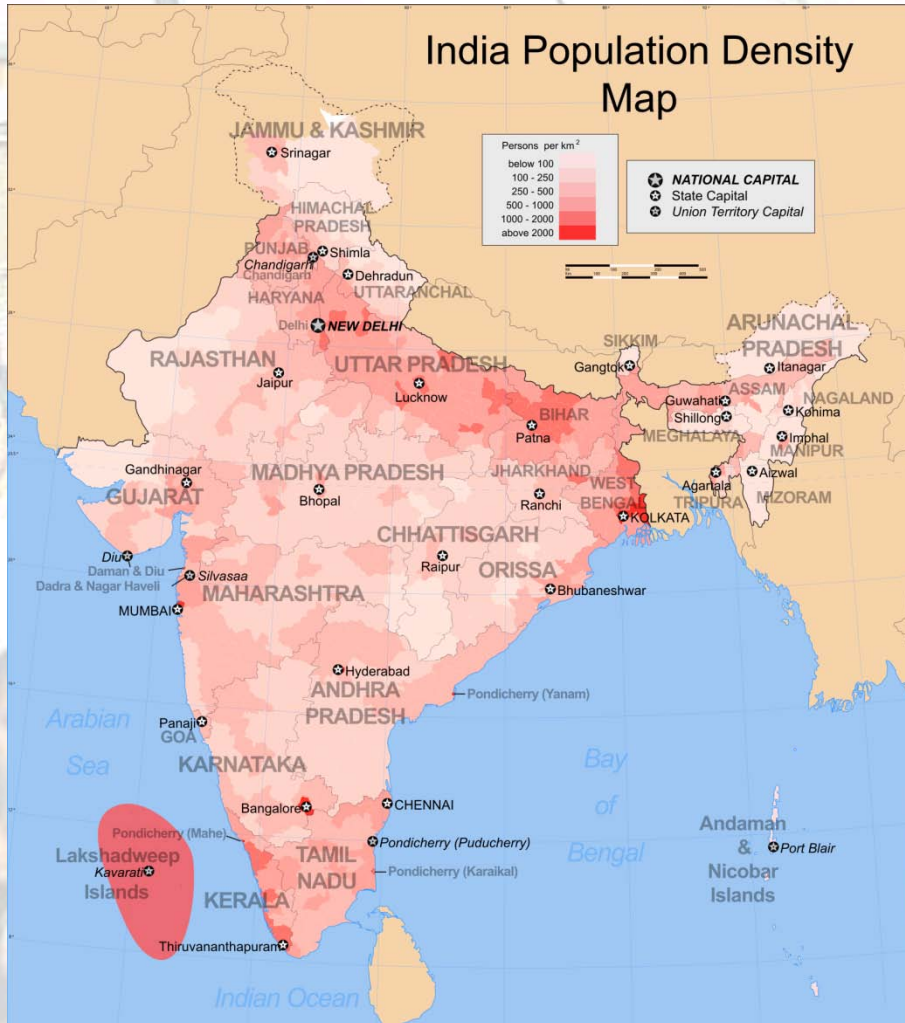 India Population Density
Map
Persons per km²
below 100
100 - 250
250 - 500
500 - 1000
1000 - 2000
above 2000
NATIONAL CAPITAL
State Capital
Union Territory Capital
JAMMU & KASHMIR
Srinagar
HIMACHAL
PRADESH
PUNJAB
Shimla
Chandigarh
Chandigarh
Dehradun
UTTARANCHAL
HARYANA
Delhi
NEW DELHI
RAJASTHAN
Jaipur
UTTAR PRADESH
Lucknow
SIKKIM
Gangtok
ARUNACHAL
PRADESH
Itanagar
ASSAM
NAGALAND
Guwahati
Kohima
Shillong
MEGHALAYA
Imphal
MANIPUR
BIHAR
Patna
Gandhinagar
GUJARAT
MADHYA PRADESH
Bhopal
JHARKHAND
Ranchi
WEST
BENGAL
KOLKATA
Agartala
TRIPURA
Aizwal
MIZORAM
CHHATTISGARH
Raipur
ORISSA
Bhubaneshwar
Diu
Daman & Diu
Dadra & Nagar Haveli
Silvasaa
MAHARASHTRA
MUMBAI
Hyderabad
ANDHRA
PRADESH
Pondicherry (Yanam)
Arabian
Sea
Panaji
GOA
KARNATAKA
Bay
of
Bengal
Bangalore
CHENNAI
Pondicherry (Mahe)
Pondicherry (Puducherry)
Lakshadweep
Kavarati
Islands
TAMIL
NADU
Pondicherry (Karaikal)
KERALA
Thiruvananthapuram
Andaman
&
Nicobar
Islands
Port Blair
Indian Ocean